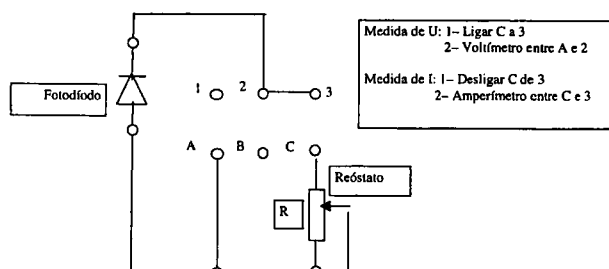 Medida de U: 1– Ligar C a 3
2– Voltímetro entre A e 2
Medida de I: 1 – Desligar C de 3
2– Amperímetro entre C e 3
Fotodíodo
1
2
3
A
B
C
Reóstato
R